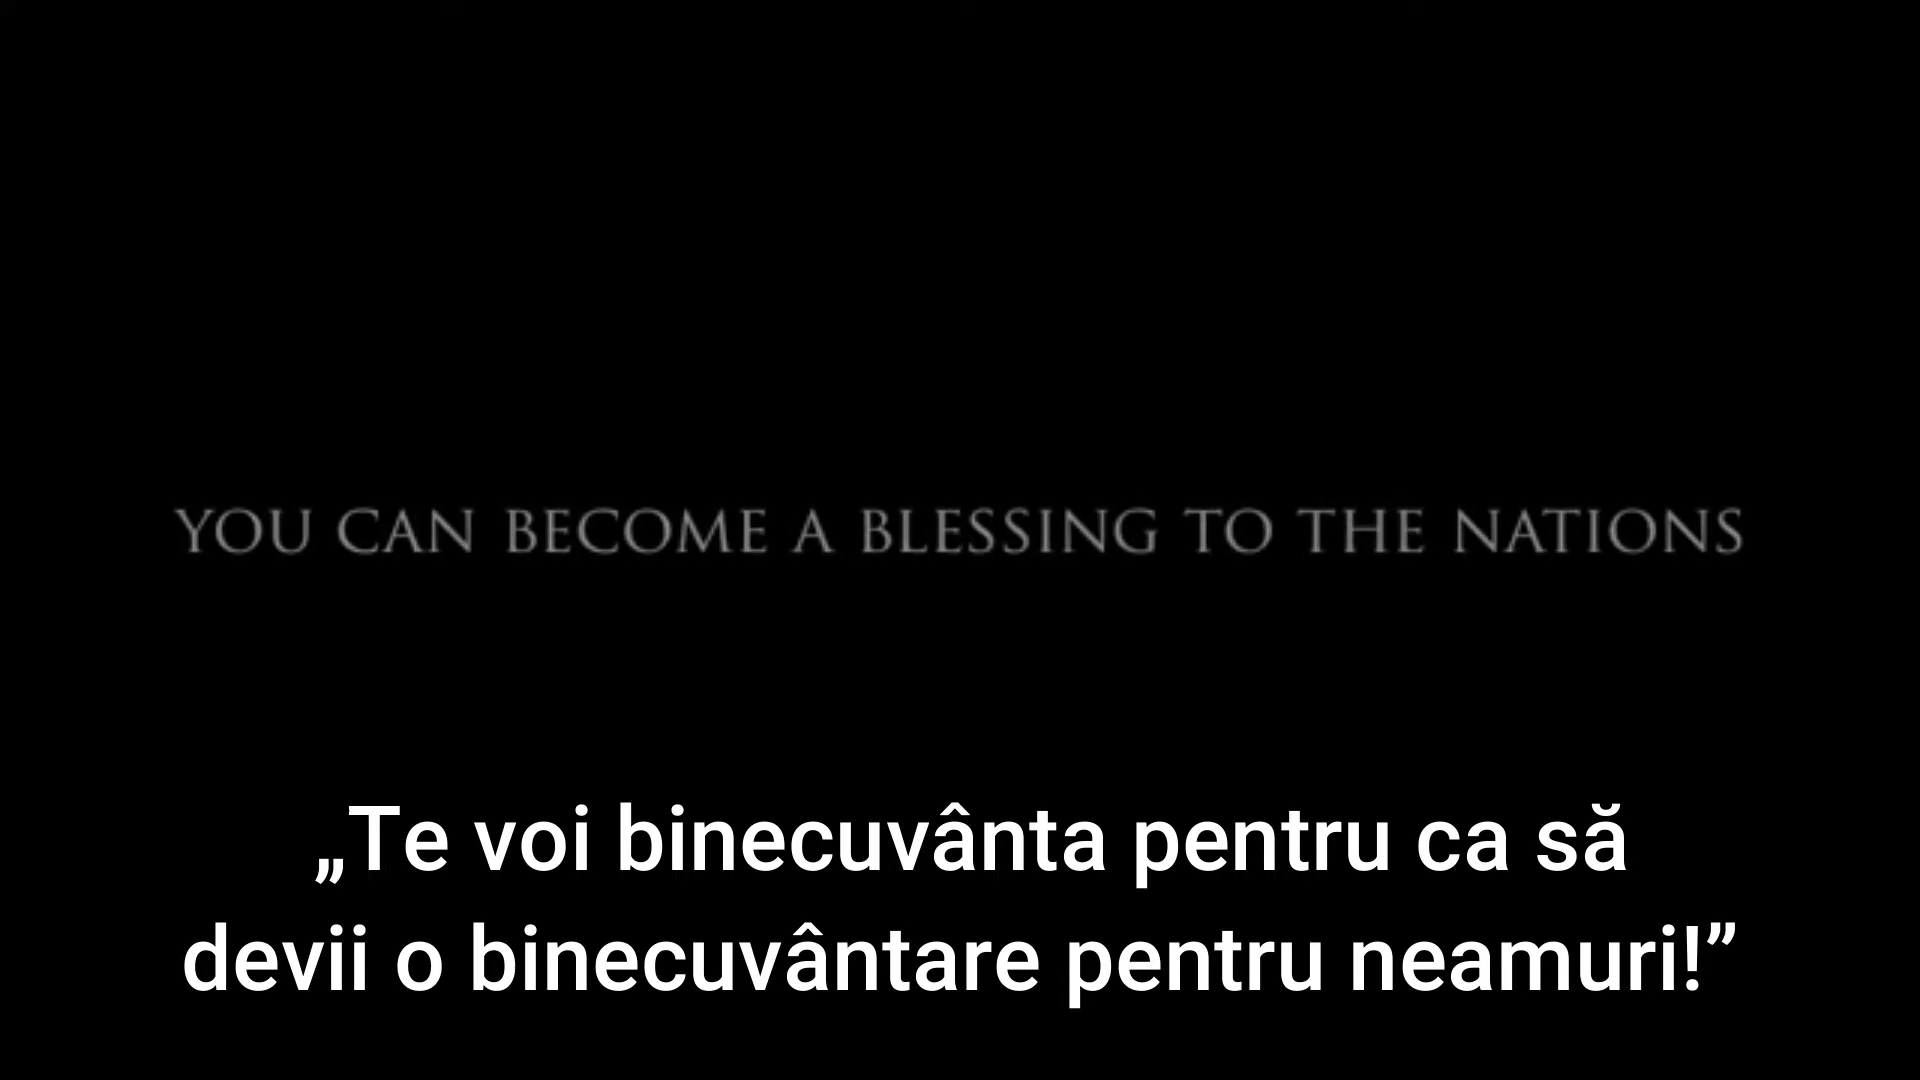 YOU CAN BECOME A BLESSING TO THE NATIONS
„Te voi binecuvânta pentru ca să
devii o binecuvântare pentru neamuri!”